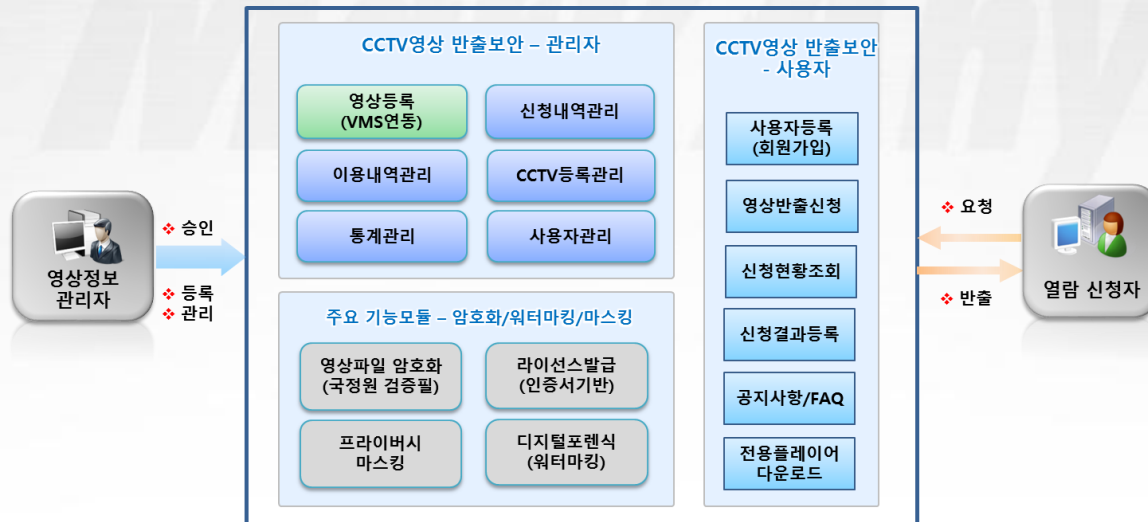 CCTV영상 반출보안 – 관리자
영상등록
(VMS연동)
신청내역관리
이용내역관리
CCTV등록관리
통계관리
사용자관리
주요 기능모듈 – 암호화/워터마킹/마스킹
영상파일 암호화
(국정원 검증필)
라이선스발급
(인증서기반)
프라이버시
마스킹
디지털포렌식
(워터마킹)
CCTV영상 반출보안
- 사용자
사용자등록
(회원가입)
영상반출신청
신청현황조회
신청결과등록
공지사항/FAQ
전용플레이어
다운로드
영상정보
관리자
❖ 승인
❖ 등록
❖ 관리
❖ 요청
❖ 반출
열람 신청자